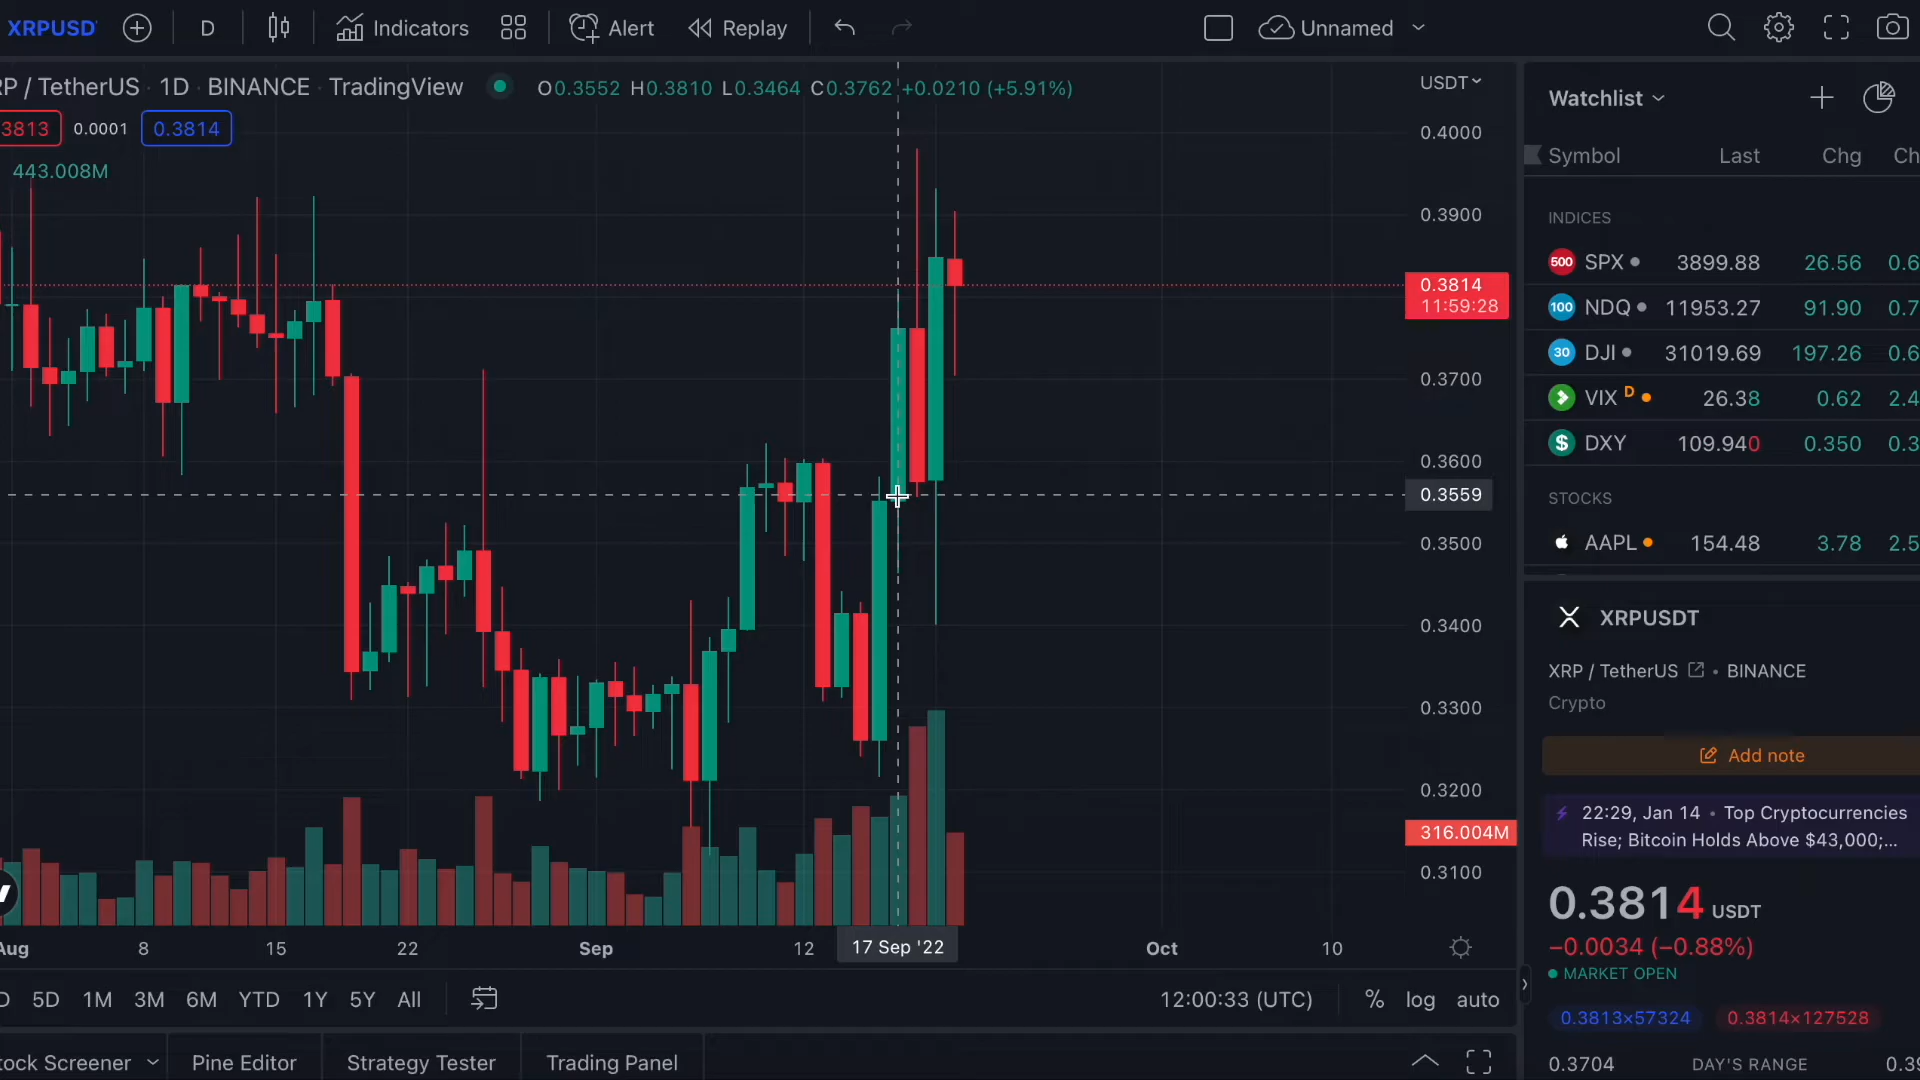 XRPUSD D Indicators Alert Replay Unnamed
RP / TetherUS · 1D · BINANCE · TradingView O0.3552 H0.3810 L0.3464 C0.3762 +0.0210 (+5.91%) USDT
3813 0.0001 0.3814
443.008M
0.4000
0.3900
0.3814
11:59:28
0.3700
0.3600
0.3559
0.3500
0.3400
0.3300
0.3200
316.004M
0.3100
Aug 8 15 22 Sep 12 17 Sep '22 Oct 10
D 5D 1M 3M 6M YTD 1Y 5Y All 12:00:33 (UTC) % log auto
tock Screener Pine Editor Strategy Tester Trading Panel
Watchlist
Symbol Last Chg Ch
INDICES
500 SPX 3899.88 26.56 0.6
100 NDQ 11953.27 91.90 0.7
30 DJI 31019.69 197.26 0.6
VIX D 26.38 0.62 2.4
$ DXY 109.940 0.350 0.3
STOCKS
AAPL 154.48 3.78 2.5
XRPUSDT
XRP / TetherUS • BINANCE
Crypto
Add note
22:29, Jan 14 • Top Cryptocurrencies
Rise; Bitcoin Holds Above $43,000;...
0.3814 USDT
−0.0034 (−0.88%)
MARKET OPEN
0.3813×57324 0.3814×127528
0.3704 DAY'S RANGE 0.39